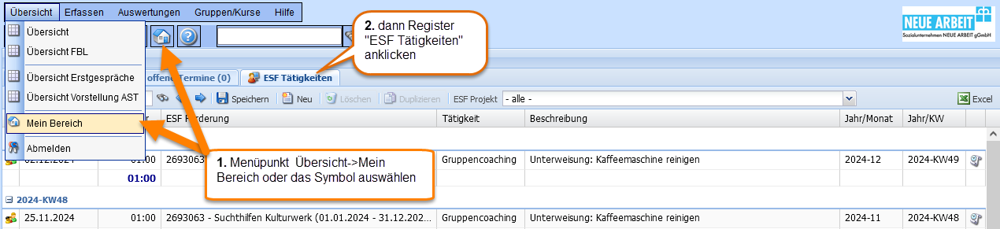 Übersicht Erfassen Auswertungen Gruppen/Kurse Hilfe
Übersicht
Übersicht FBL
Übersicht Erstgespräche
Übersicht Vorstellung AST
Mein Bereich
Abmelden
2. dann Register
"ESF Tätigkeiten"
anklicken
NEUE ARBEIT
Sozialunternehmen NEUE ARBEIT gGmbH
offene Termine (0) ESF Tätigkeiten
Speichern Neu Löschen Duplizieren ESF Projekt - alle - Excel
ESF Tätigkeit Beschreibung Jahr/Monat Jahr/KW
1. Menüpunkt Übersicht->Mein
Bereich oder das Symbol auswählen
02.12.2024 01:00 2693063 Gruppencoaching Unterweisung: Kaffeemaschine reinigen 2024-12 2024-KW49
01:00
2024-KW48
25.11.2024 01:00 2693063 - Suchthilfen Kulturwerk (01.01.2024 - 31.12.202... Gruppencoaching Unterweisung: Kaffeemaschine reinigen 2024-11 2024-KW48